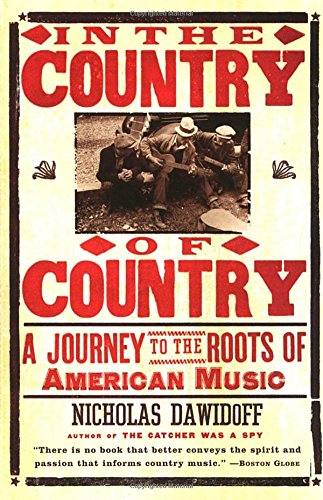 IN THE
COUNTRY
OF
COUNTRY
A JOURNEY TO THE ROOTS OF
AMERICAN MUSIC
NICHOLAS DAWIDOFF
AUTHOR OF THE CATCHER WAS A SPY
"There is no book that better conveys the spirit and
passion that informs country music." —BOSTON GLOBE